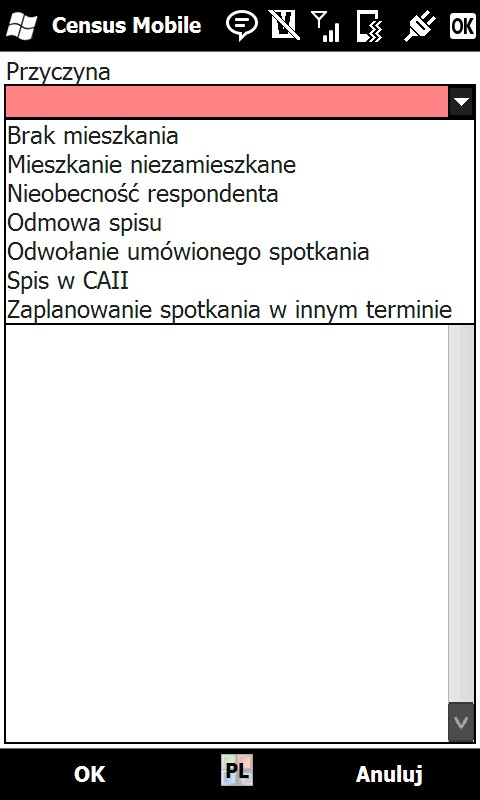 Census Mobile
OK
Przyczyna
Brak mieszkania
Mieszkanie niezamieszkane
Nieobecność respondenta
Odmowa spisu
Odwołanie umówionego spotkania
Spis w CAII
Zaplanowanie spotkania w innym terminie
OK
PL
Anuluj